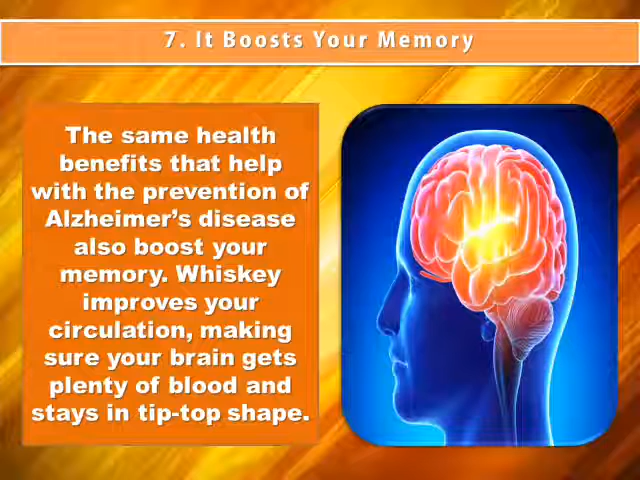 7. It Boosts Your Memory
The same health
benefits that help
with the prevention of
Alzheimer’s disease
also boost your
memory. Whiskey
improves your
circulation, making
sure your brain gets
plenty of blood and
stays in tip-top shape.